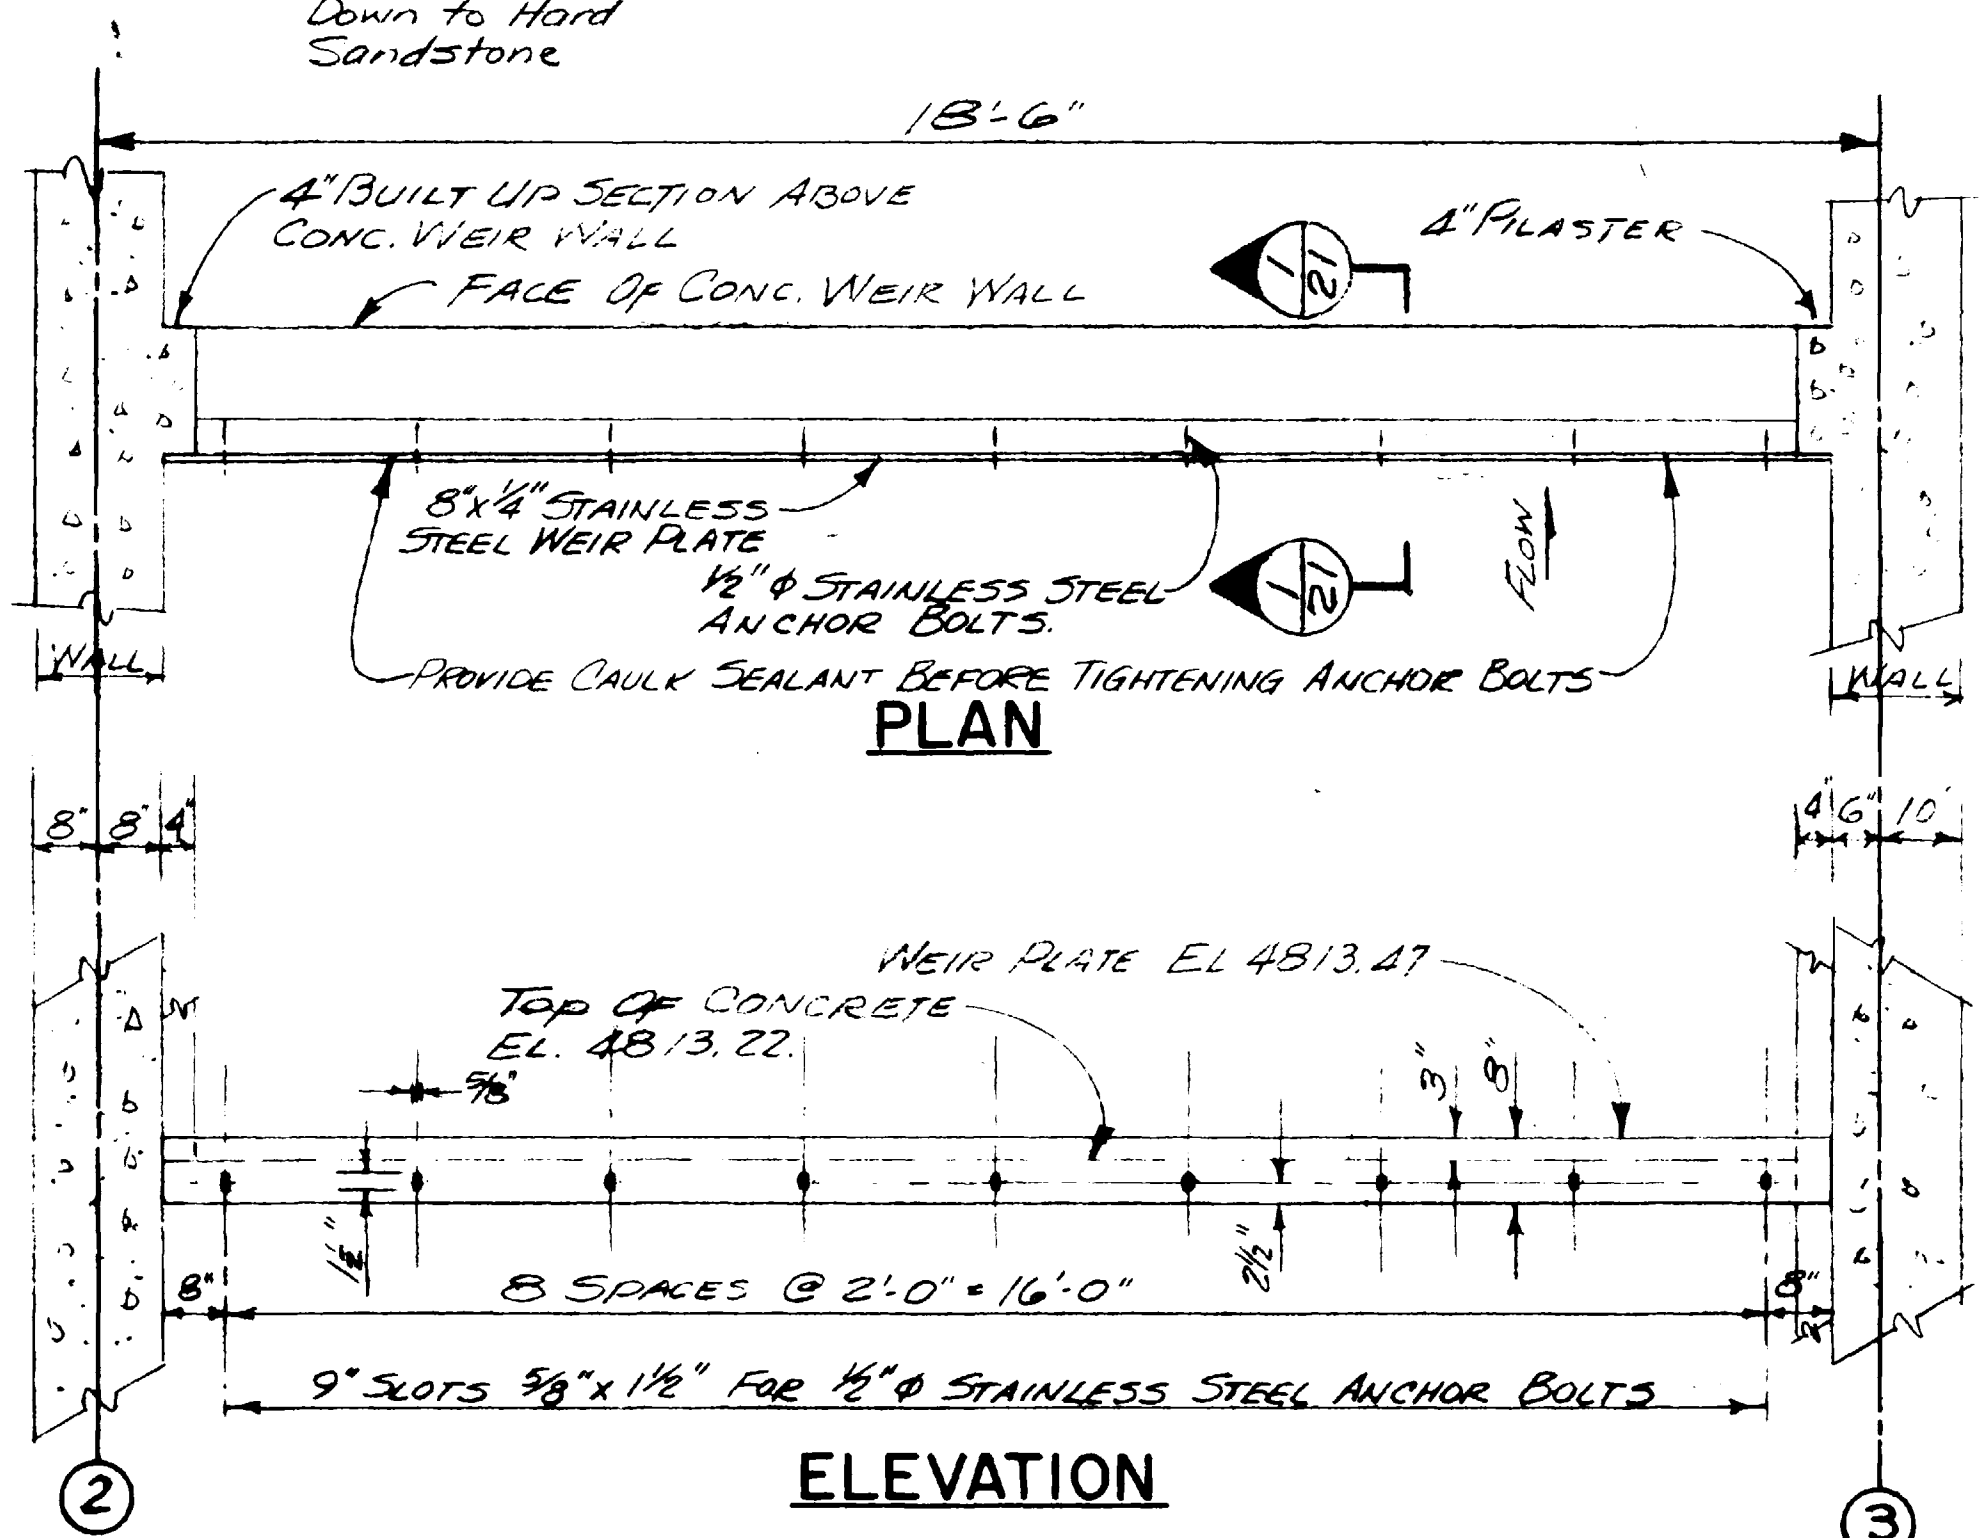 Down to Hard
Sandstone
18'-6"
4" BUILT UP SECTION ABOVE
CONC. WEIR WALL
4" PILASTER
1
21
FACE OF CONC. WEIR WALL
8"x1/4" STAINLESS
STEEL WEIR PLATE
FLOW
1/2" φ STAINLESS STEEL
ANCHOR BOLTS.
1
21
WALL
PROVIDE CAULK SEALANT BEFORE TIGHTENING ANCHOR BOLTS
WALL
PLAN
8" 8" 4"
4" 6" 10"
WEIR PLATE EL 4813.47
TOP OF CONCRETE
EL. 4813.22.
5/8"
3"
8"
1 1/2"
2 1/2"
8"
8 SPACES @ 2'-0" = 16'-0"
8"
9" SLOTS 5/8" x 1 1/2" FOR 1/2" φ STAINLESS STEEL ANCHOR BOLTS
ELEVATION
2
3